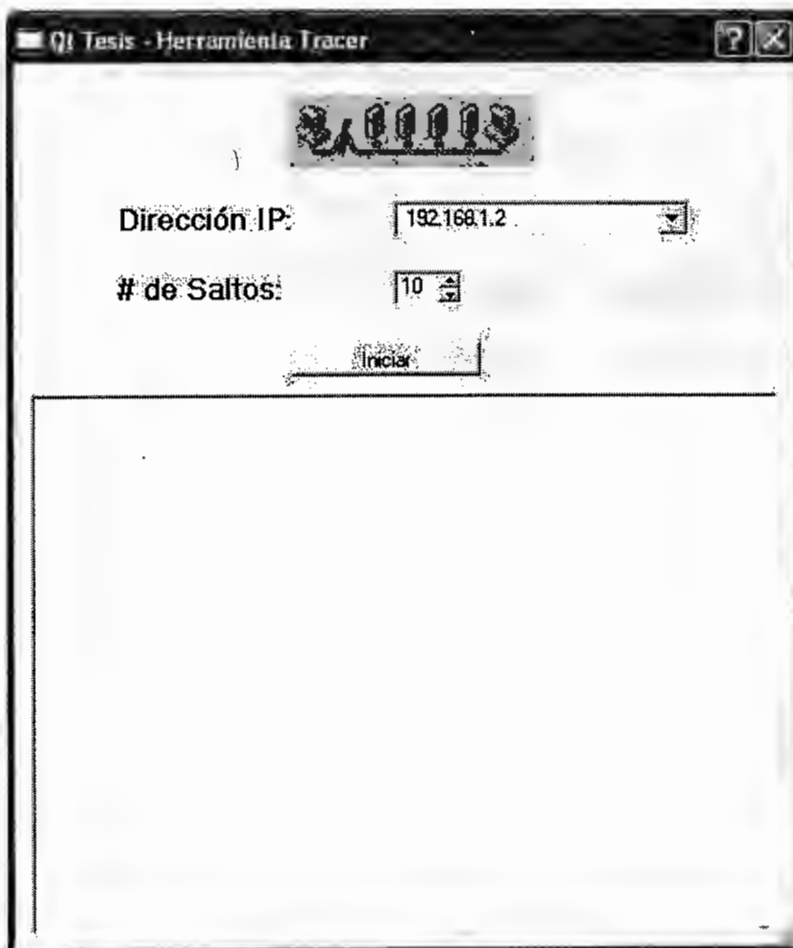 Qt Tesis - Herramienta Tracer
Dirección IP: 192.168.1.2
# de Saltos: 10
Iniciar